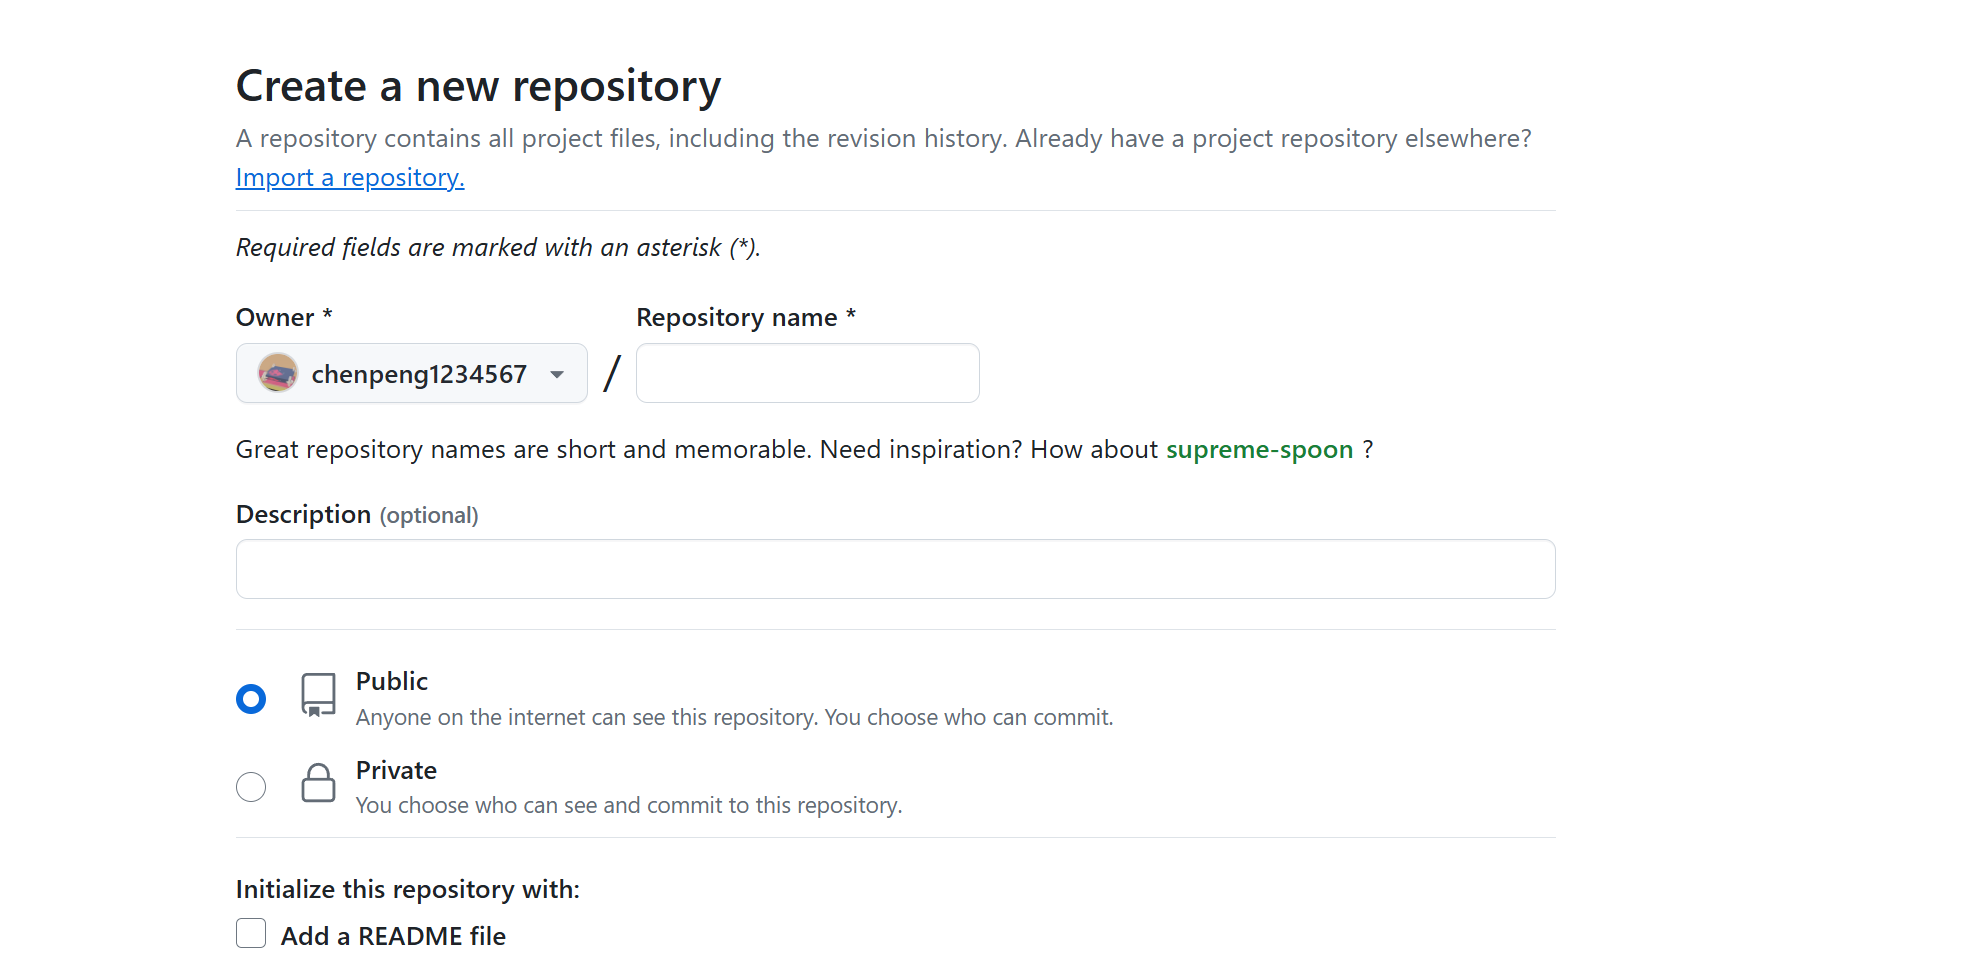 Create a new repository
A repository contains all project files, including the revision history. Already have a project repository elsewhere?
Import a repository.
Required fields are marked with an asterisk (*).
Owner *
Repository name *
chenpeng1234567
/
Great repository names are short and memorable. Need inspiration? How about supreme-spoon ?
Description (optional)
Public
Anyone on the internet can see this repository. You choose who can commit.
Private
You choose who can see and commit to this repository.
Initialize this repository with:
Add a README file